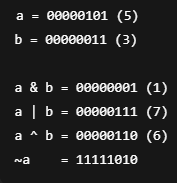 a = 00000101 (5)
b = 00000011 (3)
a & b = 00000001 (1)
a | b = 00000111 (7)
a ^ b = 00000110 (6)
~a    = 11111010